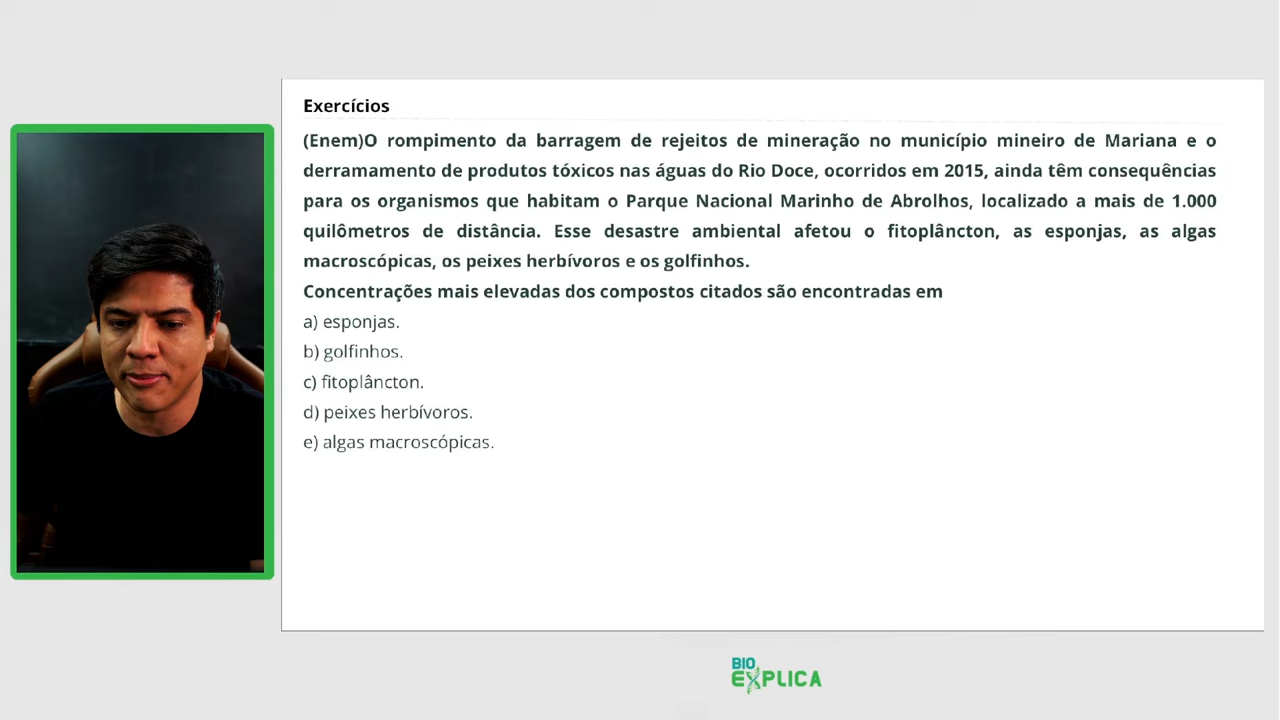 Exercícios
(Enem)O rompimento da barragem de rejeitos de mineração no município mineiro de Mariana e o
derramamento de produtos tóxicos nas águas do Rio Doce, ocorridos em 2015, ainda têm consequências
para os organismos que habitam o Parque Nacional Marinho de Abrolhos, localizado a mais de 1.000
quilômetros de distância. Esse desastre ambiental afetou o fitoplâncton, as esponjas, as algas
macroscópicas, os peixes herbívoros e os golfinhos.
Concentrações mais elevadas dos compostos citados são encontradas em
a) esponjas.
b) golfinhos.
c) fitoplâncton.
d) peixes herbívoros.
e) algas macroscópicas.
BIO
EXPLICA